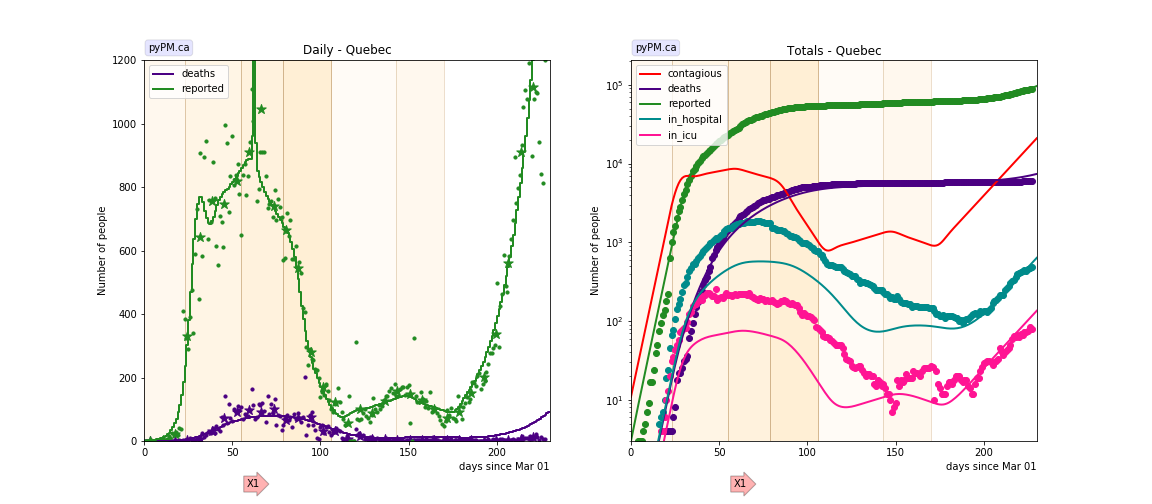 pyPM.ca
Daily - Quebec
deaths
reported
Number of people
1200
1000
800
600
400
200
0
0
50
100
150
200
days since Mar 01
X1
pyPM.ca
Totals - Quebec
contagious
deaths
reported
in_hospital
in_icu
Number of people
10⁵
10⁴
10³
10²
10¹
0
50
100
150
200
days since Mar 01
X1